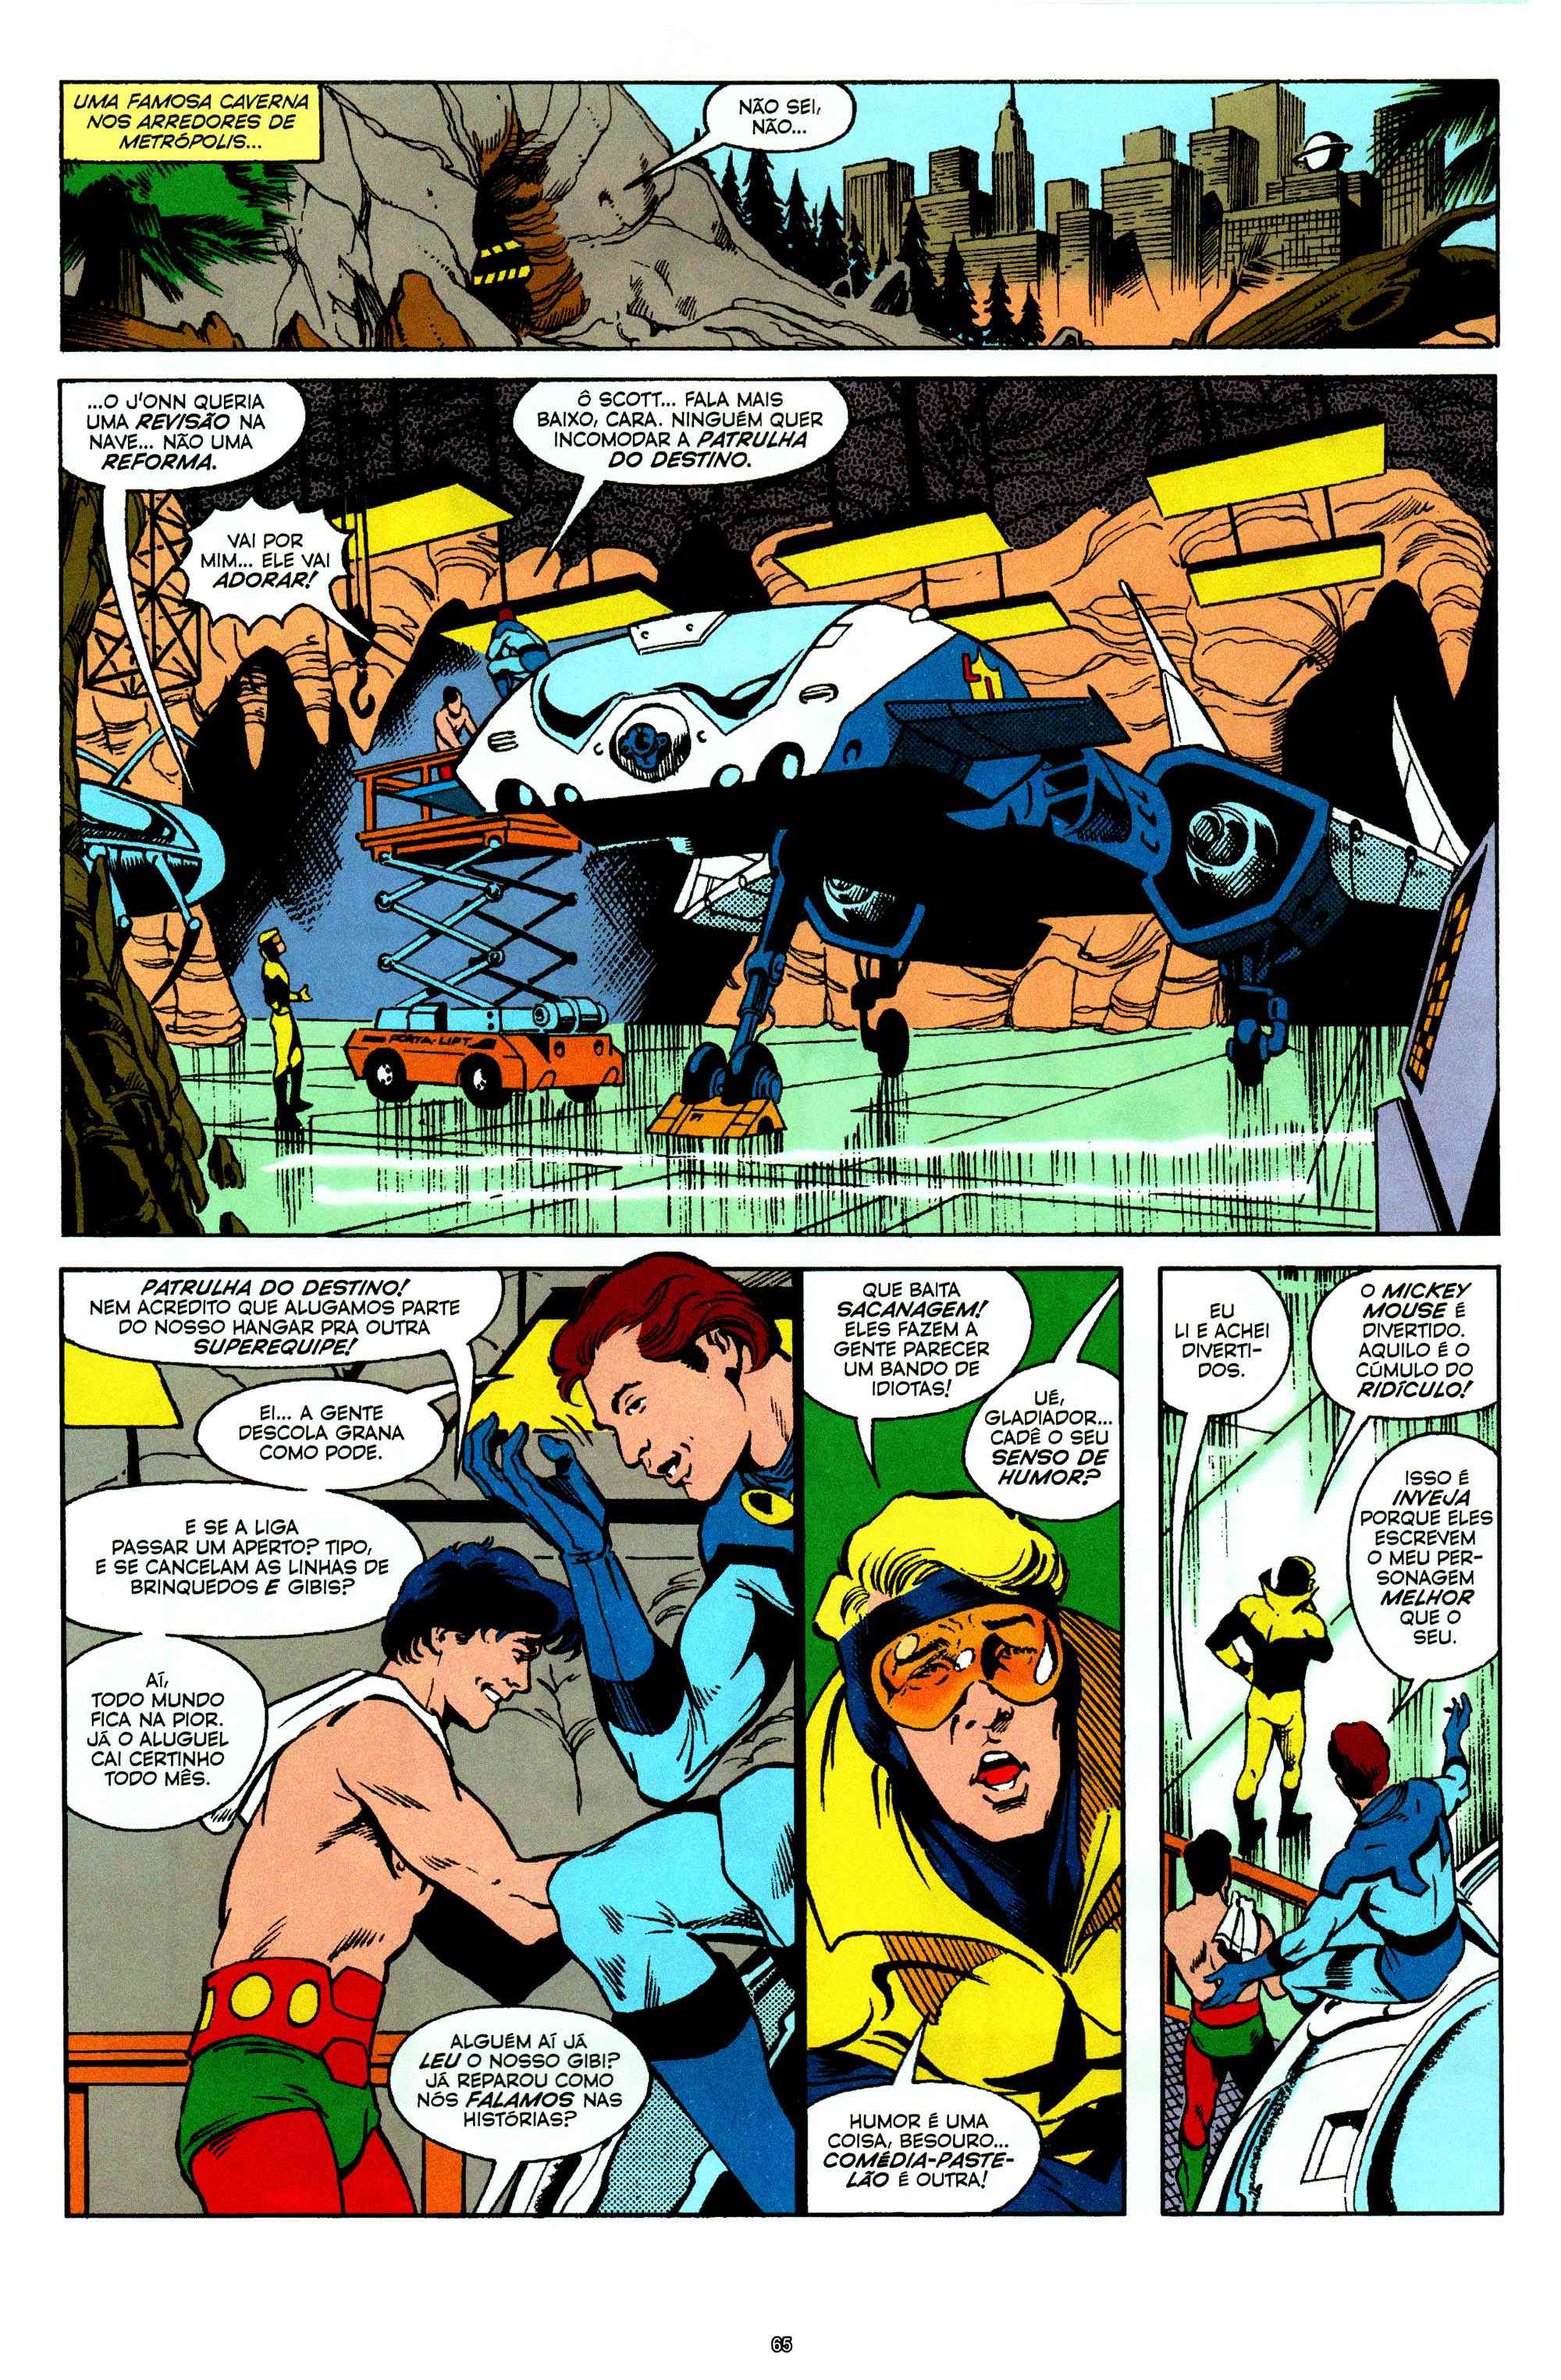 UMA FAMOSA CAVERNA
NOS ARREDORES DE
METRÓPOLIS...
NÃO SEI,
NÃO...
...O J'ONN QUERIA
UMA REVISÃO NA
NAVE... NÃO UMA
REFORMA.
Ô SCOTT... FALA MAIS
BAIXO, CARA. NINGUÉM QUER
INCOMODAR A PATRULHA
DO DESTINO.
VAI POR
MIM... ELE VAI
ADORAR!
PORTA-LIFT
PATRULHA DO DESTINO!
NEM ACREDITO QUE ALUGAMOS PARTE
DO NOSSO HANGAR PRA OUTRA
SUPEREQUIPE!
EI... A GENTE
DESCOLA GRANA
COMO PODE.
E SE A LIGA
PASSAR UM APERTO? TIPO,
E SE CANCELAM AS LINHAS DE
BRINQUEDOS E GIBIS?
AÍ,
TODO MUNDO
FICA NA PIOR.
JÁ O ALUGUEL
CAI CERTINHO
TODO MÊS.
ALGUÉM AÍ JÁ
LEU O NOSSO GIBI?
JÁ REPAROU COMO
NÓS FALAMOS NAS
HISTÓRIAS?
QUE BAITA
SACANAGEM!
ELES FAZEM A
GENTE PARECER
UM BANDO DE
IDIOTAS!
UÉ,
GLADIADOR...
CADÊ O SEU
SENSO DE
HUMOR?
HUMOR É UMA
COISA, BESOURO...
COMÉDIA-PASTE-
LÃO É OUTRA!
EU
LI E ACHEI
DIVERTI-
DOS.
O MICKEY
MOUSE É
DIVERTIDO.
AQUILO É O
CÚMULO DO
RIDÍCULO!
ISSO É
INVEJA
PORQUE ELES
ESCREVEM
O MEU PER-
SONAGEM
MELHOR
QUE O
SEU.
65